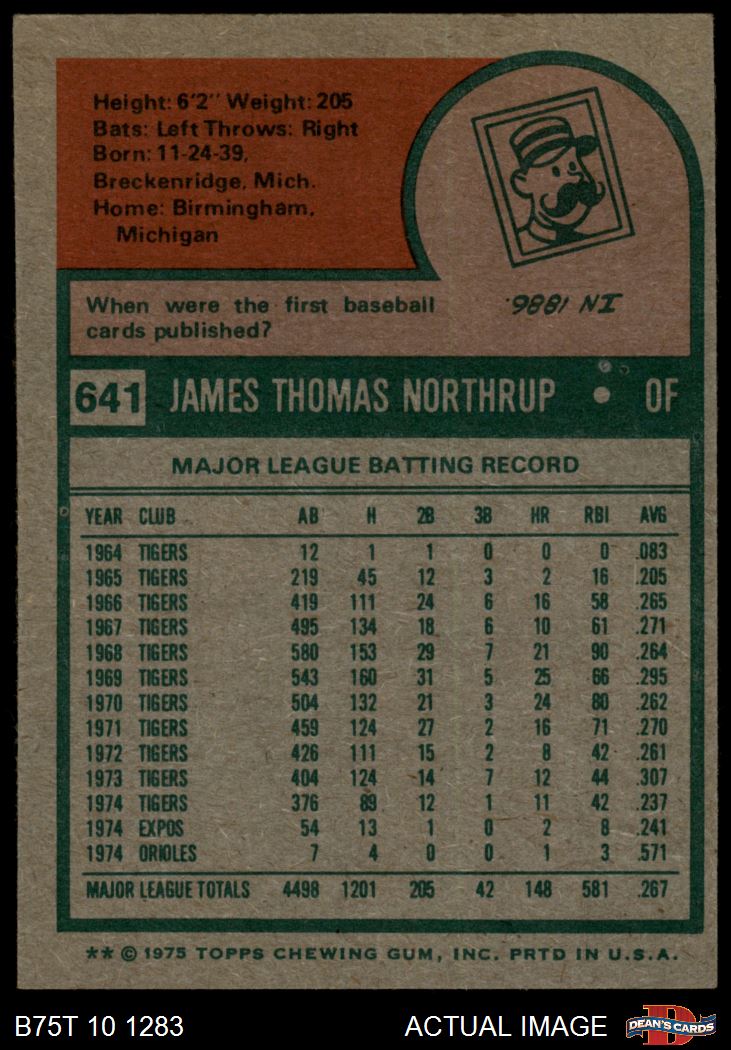 Height: 6'2" Weight: 205
Bats: Left Throws: Right
Born: 11-24-39,
Breckenridge, Mich.
Home: Birmingham,
Michigan
When were the first baseball
cards published?
IN 1886.
641 JAMES THOMAS NORTHRUP • OF
MAJOR LEAGUE BATTING RECORD
YEAR CLUB AB H 2B 3B HR RBI AVG
1964 TIGERS 12 1 1 0 0 0 .083
1965 TIGERS 219 45 12 3 2 16 .205
1966 TIGERS 419 111 24 6 16 58 .265
1967 TIGERS 495 134 18 6 10 61 .271
1968 TIGERS 580 153 29 7 21 90 .264
1969 TIGERS 543 160 31 5 25 66 .295
1970 TIGERS 504 132 21 3 24 80 .262
1971 TIGERS 459 124 27 2 16 71 .270
1972 TIGERS 426 111 15 2 8 42 .261
1973 TIGERS 404 124 14 7 12 44 .307
1974 TIGERS 376 89 12 1 11 42 .237
1974 EXPOS 54 13 1 0 2 8 .241
1974 ORIOLES 7 4 0 0 1 3 .571
MAJOR LEAGUE TOTALS 4498 1201 205 42 148 581 .267
** © 1975 TOPPS CHEWING GUM, INC. PRTD IN U.S.A.
B75T 10 1283 ACTUAL IMAGE D DEAN'S CARDS